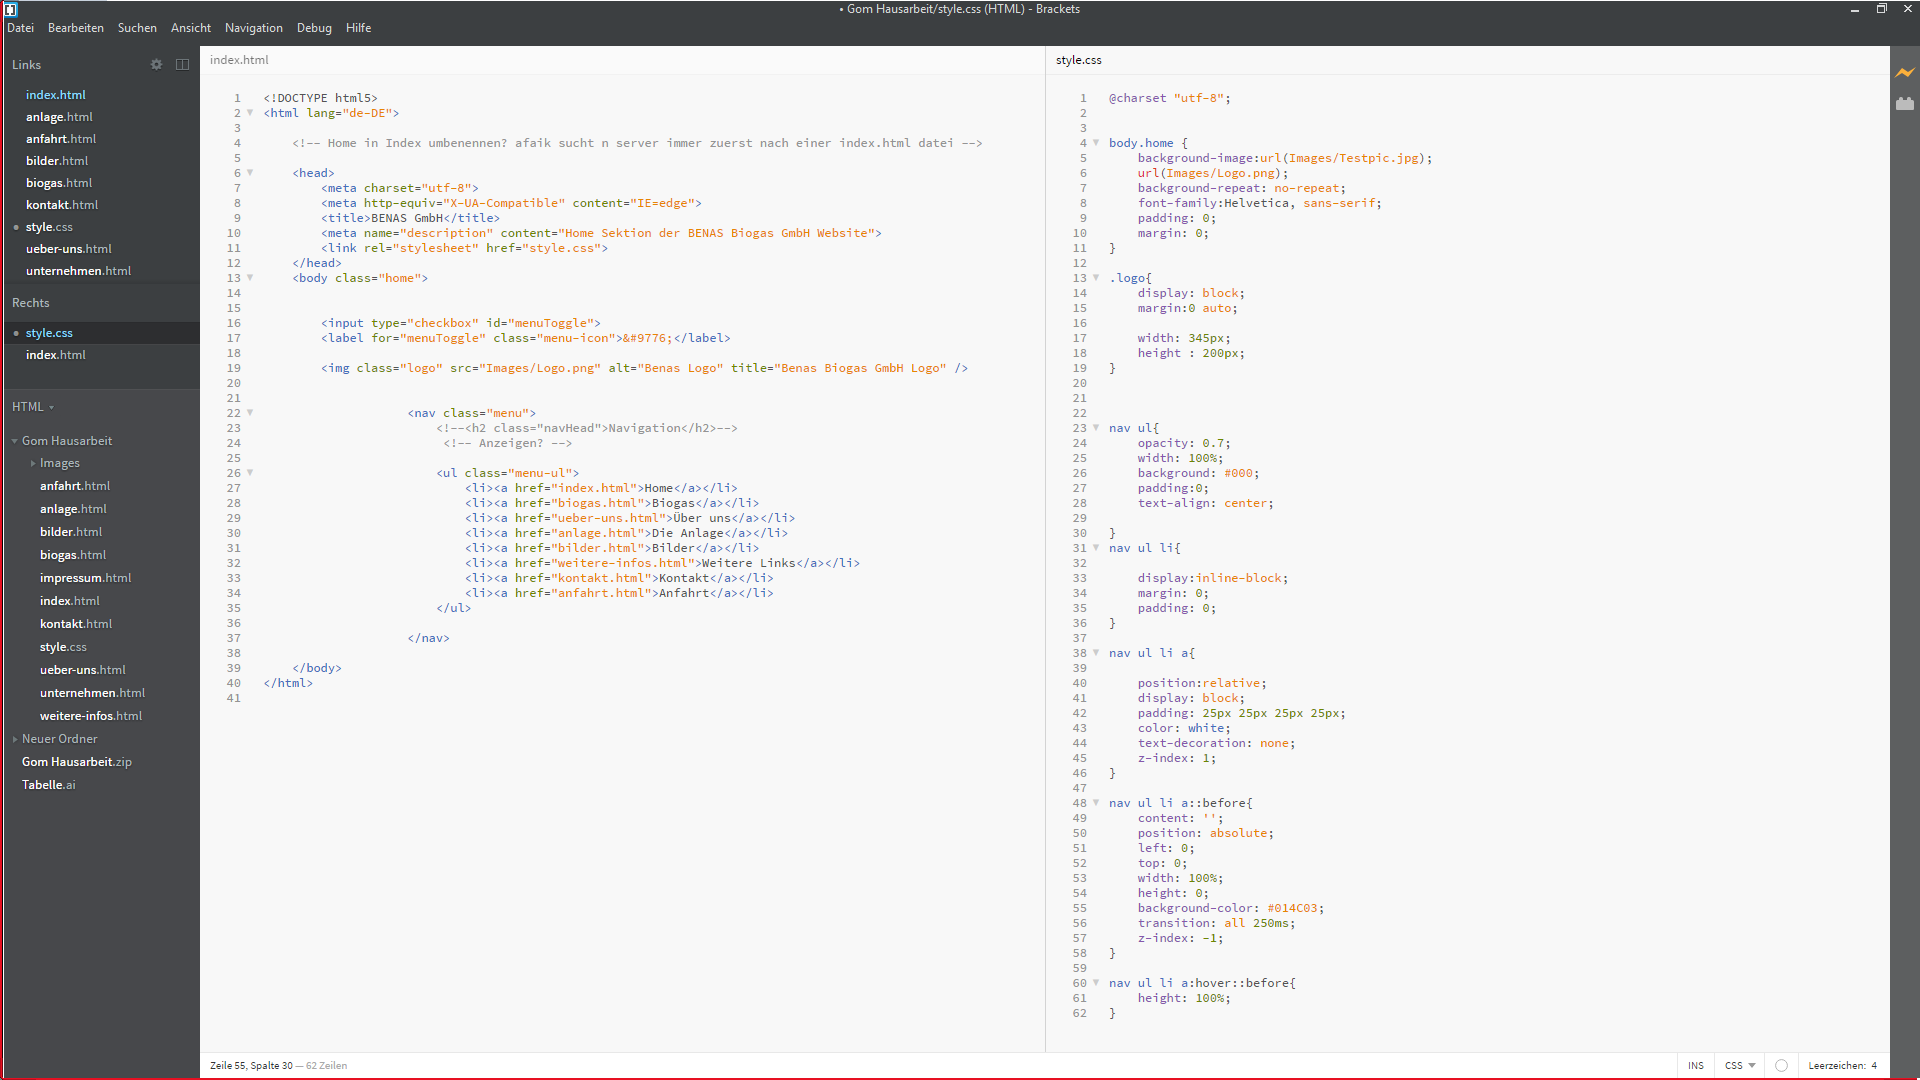 • Gom Hausarbeit/style.css (HTML) - Brackets
Datei Bearbeiten Suchen Ansicht Navigation Debug Hilfe
Links
index.html
anlage.html
anfahrt.html
bilder.html
biogas.html
kontakt.html
• style.css
ueber-uns.html
unternehmen.html
Rechts
• style.css
index.html
HTML
Gom Hausarbeit
Images
anfahrt.html
anlage.html
bilder.html
biogas.html
impressum.html
index.html
kontakt.html
style.css
ueber-uns.html
unternehmen.html
weitere-infos.html
Neuer Ordner
Gom Hausarbeit.zip
Tabelle.ai
index.html
1 <!DOCTYPE html5>
2 <html lang="de-DE">
3
4 <!-- Home in Index umbenennen? afaik sucht n server immer zuerst nach einer index.html datei -->
5
6 <head>
7 <meta charset="utf-8">
8 <meta http-equiv="X-UA-Compatible" content="IE=edge">
9 <title>BENAS GmbH</title>
10 <meta name="description" content="Home Sektion der BENAS Biogas GmbH Website">
11 <link rel="stylesheet" href="style.css">
12 </head>
13 <body class="home">
14
15
16 <input type="checkbox" id="menuToggle">
17 <label for="menuToggle" class="menu-icon">&#9776;</label>
18
19 <img class="logo" src="Images/Logo.png" alt="Benas Logo" title="Benas Biogas GmbH Logo" />
20
21
22 <nav class="menu">
23 <!--<h2 class="navHead">Navigation</h2>-->
24 <!-- Anzeigen? -->
25
26 <ul class="menu-ul">
27 <li><a href="index.html">Home</a></li>
28 <li><a href="biogas.html">Biogas</a></li>
29 <li><a href="ueber-uns.html">Über uns</a></li>
30 <li><a href="anlage.html">Die Anlage</a></li>
31 <li><a href="bilder.html">Bilder</a></li>
32 <li><a href="weitere-infos.html">Weitere Links</a></li>
33 <li><a href="kontakt.html">Kontakt</a></li>
34 <li><a href="anfahrt.html">Anfahrt</a></li>
35 </ul>
36
37 </nav>
38
39 </body>
40 </html>
41
style.css
1 @charset "utf-8";
2
3
4 body.home {
5 background-image:url(Images/Testpic.jpg);
6 url(Images/Logo.png);
7 background-repeat: no-repeat;
8 font-family:Helvetica, sans-serif;
9 padding: 0;
10 margin: 0;
11 }
12
13 .logo{
14 display: block;
15 margin:0 auto;
16
17 width: 345px;
18 height : 200px;
19 }
20
21
22
23 nav ul{
24 opacity: 0.7;
25 width: 100%;
26 background: #000;
27 padding:0;
28 text-align: center;
29
30 }
31 nav ul li{
32
33 display:inline-block;
34 margin: 0;
35 padding: 0;
36 }
37
38 nav ul li a{
39
40 position:relative;
41 display: block;
42 padding: 25px 25px 25px 25px;
43 color: white;
44 text-decoration: none;
45 z-index: 1;
46 }
47
48 nav ul li a::before{
49 content: '';
50 position: absolute;
51 left: 0;
52 top: 0;
53 width: 100%;
54 height: 0;
55 background-color: #014C03;
56 transition: all 250ms;
57 z-index: -1;
58 }
59
60 nav ul li a:hover::before{
61 height: 100%;
62 }
Zeile 55, Spalte 30 — 62 Zeilen
INS CSS Leerzeichen: 4